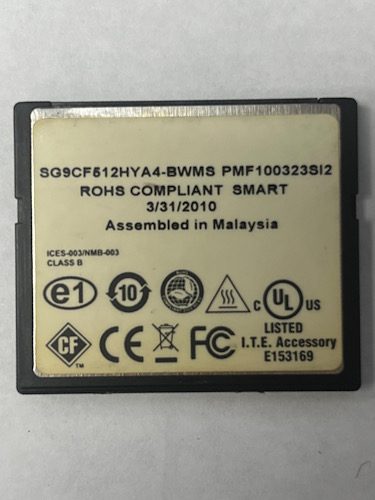 SG9CF512HYA4-BWMS PMF100323SI2
ROHS COMPLIANT SMART
3/31/2010
Assembled in Malaysia
ICES-003/NMB-003
CLASS B
e1 10 C UL US
LISTED
I.T.E. Accessory
E153169
CF TM CE FC